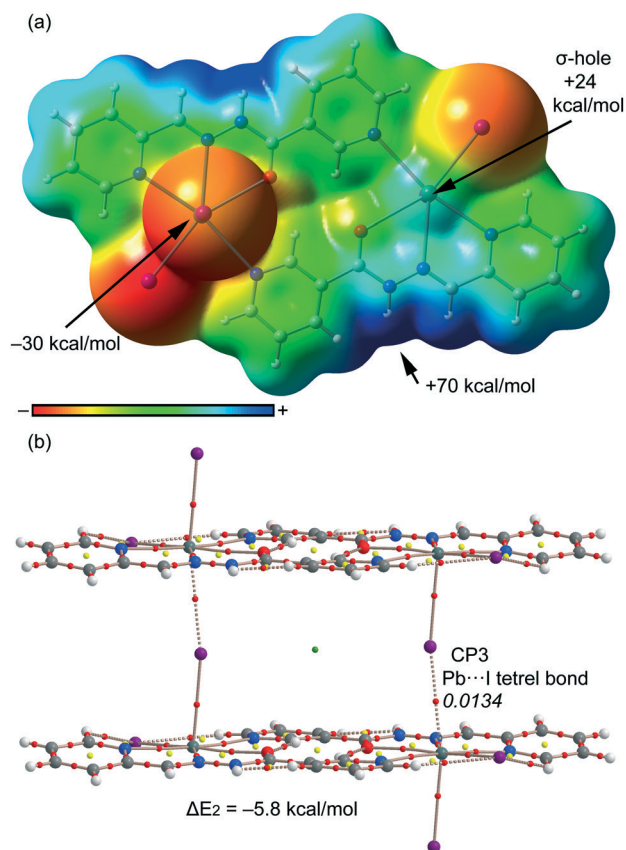 (a)
σ-hole
+24
kcal/mol
–30 kcal/mol
+70 kcal/mol
– +
(b)
CP3
Pb···I tetrel bond
0.0134
ΔE2 = –5.8 kcal/mol